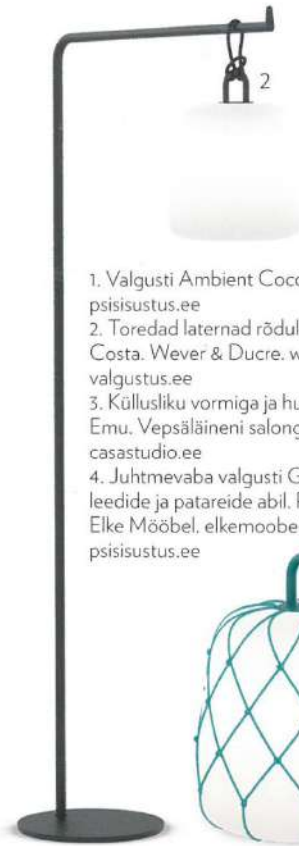 2
1. Valgusti Ambient Coco
psisisustus.ee
2. Toredad laternad rõdul
Costa. Wever & Ducre. w
valgustus.ee
3. Küllusliku vormiga ja hu
Emu. Vepsäläineni salong
casastudio.ee
4. Juhtmevaba valgusti G
leedide ja patareide abil.
Elke Mööbel. elkemoobe
psisisustus.ee